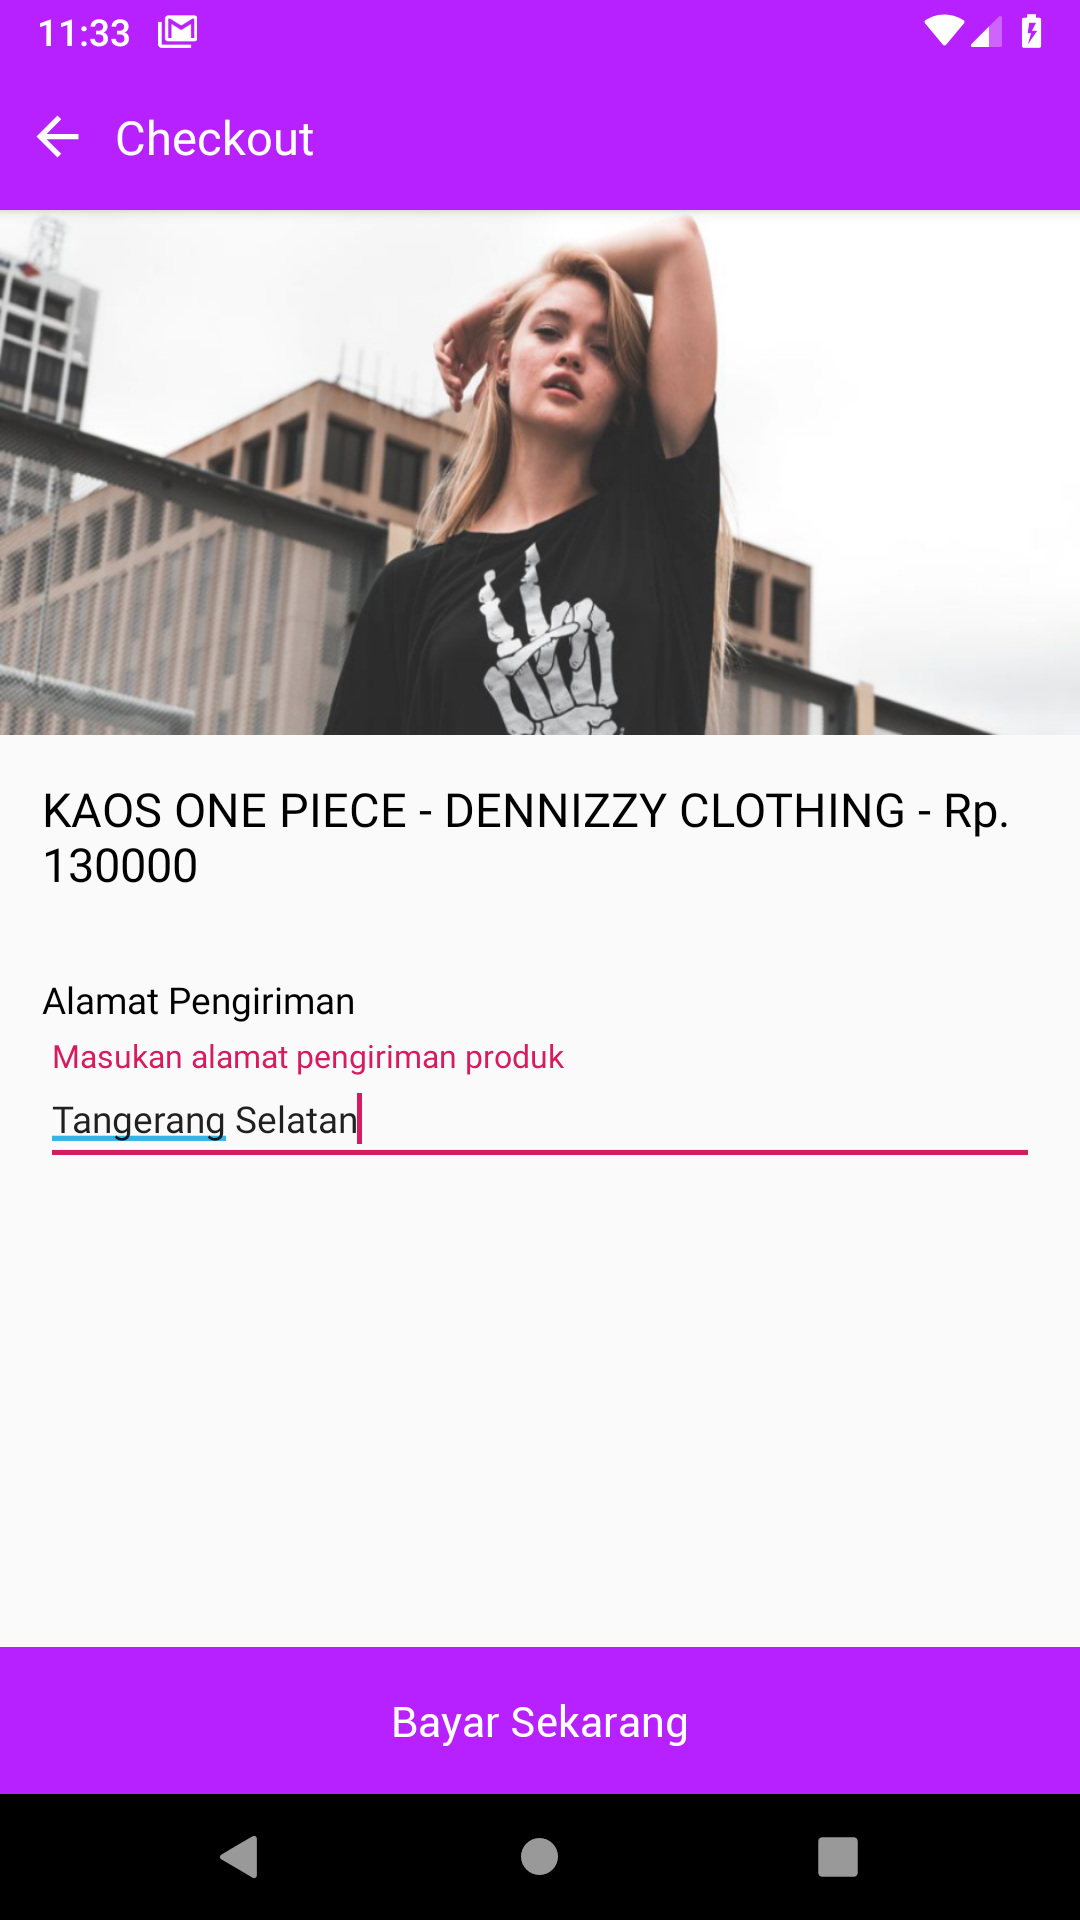 11:33
Checkout
KAOS ONE PIECE - DENNIZZY CLOTHING - Rp.
130000
Alamat Pengiriman
Masukan alamat pengiriman produk
Tangerang Selatan
Bayar Sekarang